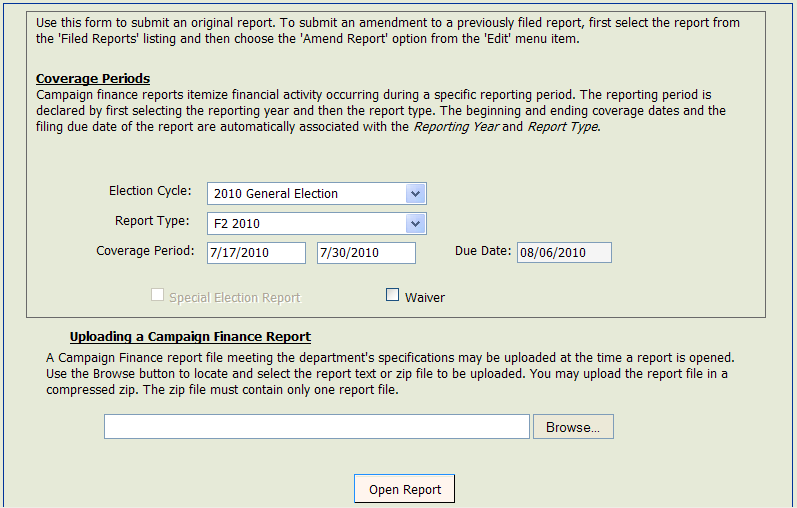 Use this form to submit an original report. To submit an amendment to a previously filed report, first select the report from
the 'Filed Reports' listing and then choose the 'Amend Report' option from the 'Edit' menu item.
Coverage Periods
Campaign finance reports itemize financial activity occurring during a specific reporting period. The reporting period is
declared by first selecting the reporting year and then the report type. The beginning and ending coverage dates and the
filing due date of the report are automatically associated with the Reporting Year and Report Type.
Election Cycle: 2010 General Election
Report Type: F2 2010
Coverage Period: 7/17/2010 7/30/2010 Due Date: 08/06/2010
Special Election Report Waiver
Uploading a Campaign Finance Report
A Campaign Finance report file meeting the department's specifications may be uploaded at the time a report is opened.
Use the Browse button to locate and select the report text or zip file to be uploaded. You may upload the report file in a
compressed zip. The zip file must contain only one report file.
Browse...
Open Report